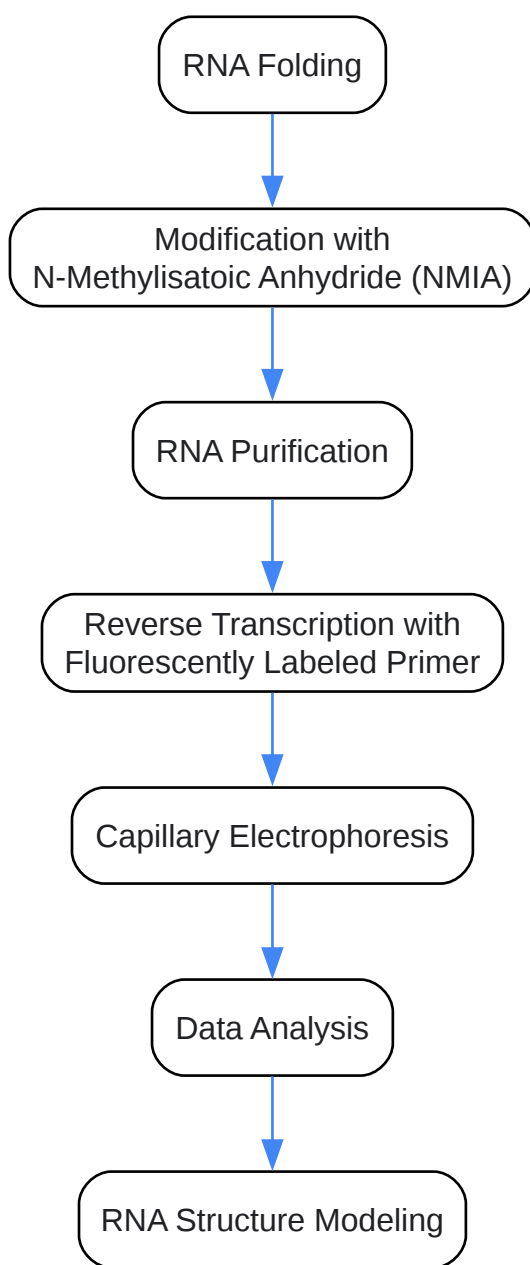 RNA Folding
Modification with
N-Methylisatoic Anhydride (NMIA)
RNA Purification
Reverse Transcription with
Fluorescently Labeled Primer
Capillary Electrophoresis
Data Analysis
RNA Structure Modeling